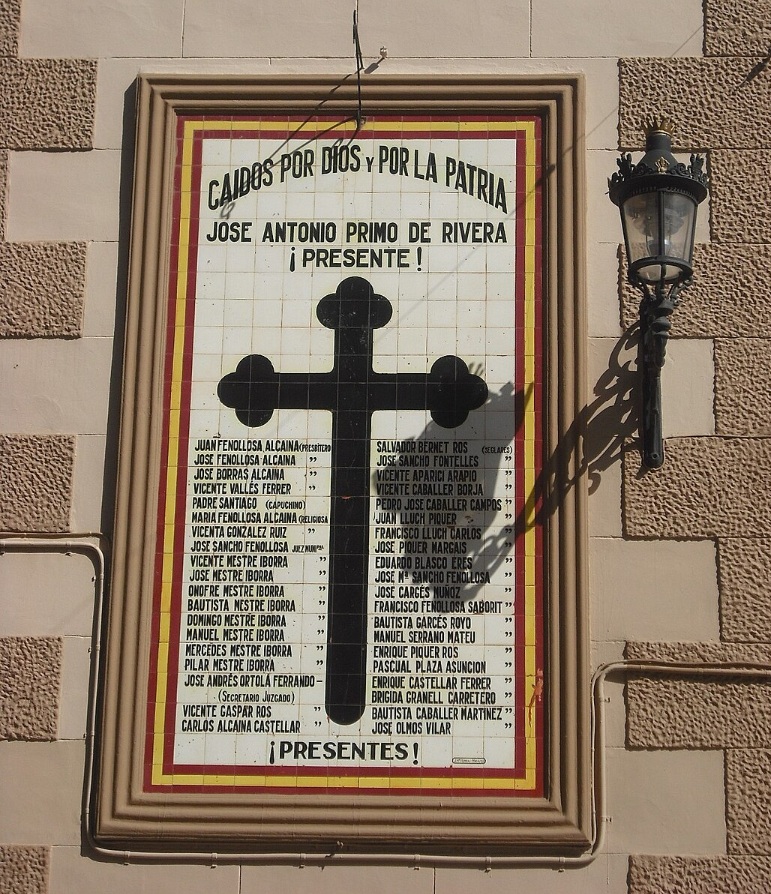 CAIDOS POR DIOS Y POR LA PATRIA
JOSE ANTONIO PRIMO DE RIVERA
¡PRESENTE!
JUAN FENOLLOSA ALCAINA (PRESBITERO
JOSE FENOLLOSA ALCAINA "
JOSE BORRAS ALCAINA "
VICENTE VALLES FERRER "
PADRE SANTIAGO (CAPUCHINO)
MARIA FENOLLOSA ALCAINA (RELIGIOSA
VICENTA GONZALEZ RUIZ "
JOSE SANCHO FENOLLOSA JUEZ
VICENTE MESTRE IBORRA "
JOSE MESTRE IBORRA "
ONOFRE MESTRE IBORRA "
BAUTISTA MESTRE IBORRA "
DOMINGO MESTRE IBORRA "
MANUEL MESTRE IBORRA "
MERCEDES MESTRE IBORRA "
PILAR MESTRE IBORRA "
JOSE ANDRÉS ORTOLÁ FERRANDO –
(SECRETARIO JUZGADO)
VICENTE GASPAR ROS "
CARLOS ALCAINA CASTELLAR "
SALVADOR BERNET ROS (SEGLARES)
JOSE SANCHO FONTELLES "
VICENTE APARICI ARAPIO "
VICENTE CABALLER BORJA "
PEDRO JOSE CABALLER CAMPOS "
JUAN LLUCH PIQUER "
FRANCISCO LLUCH CARLOS "
JOSE PIQUER MARGAIS "
EDUARDO BLASCO ERES "
JOSE Mª SANCHO FENOLLOSA "
JOSE GARCÉS MUÑOZ "
FRANCISCO FENOLLOSA SABORIT "
BAUTISTA GARCÉS ROYO "
MANUEL SERRANO MATEU "
ENRIQUE PIQUER ROS "
PASCUAL PLAZA ASUNCION "
ENRIQUE CASTELLAR FERRER "
BRIGIDA GRANELL CARRETERO "
BAUTISTA CABALLER MARTINEZ "
JOSE OLMOS VILAR "
¡PRESENTES!